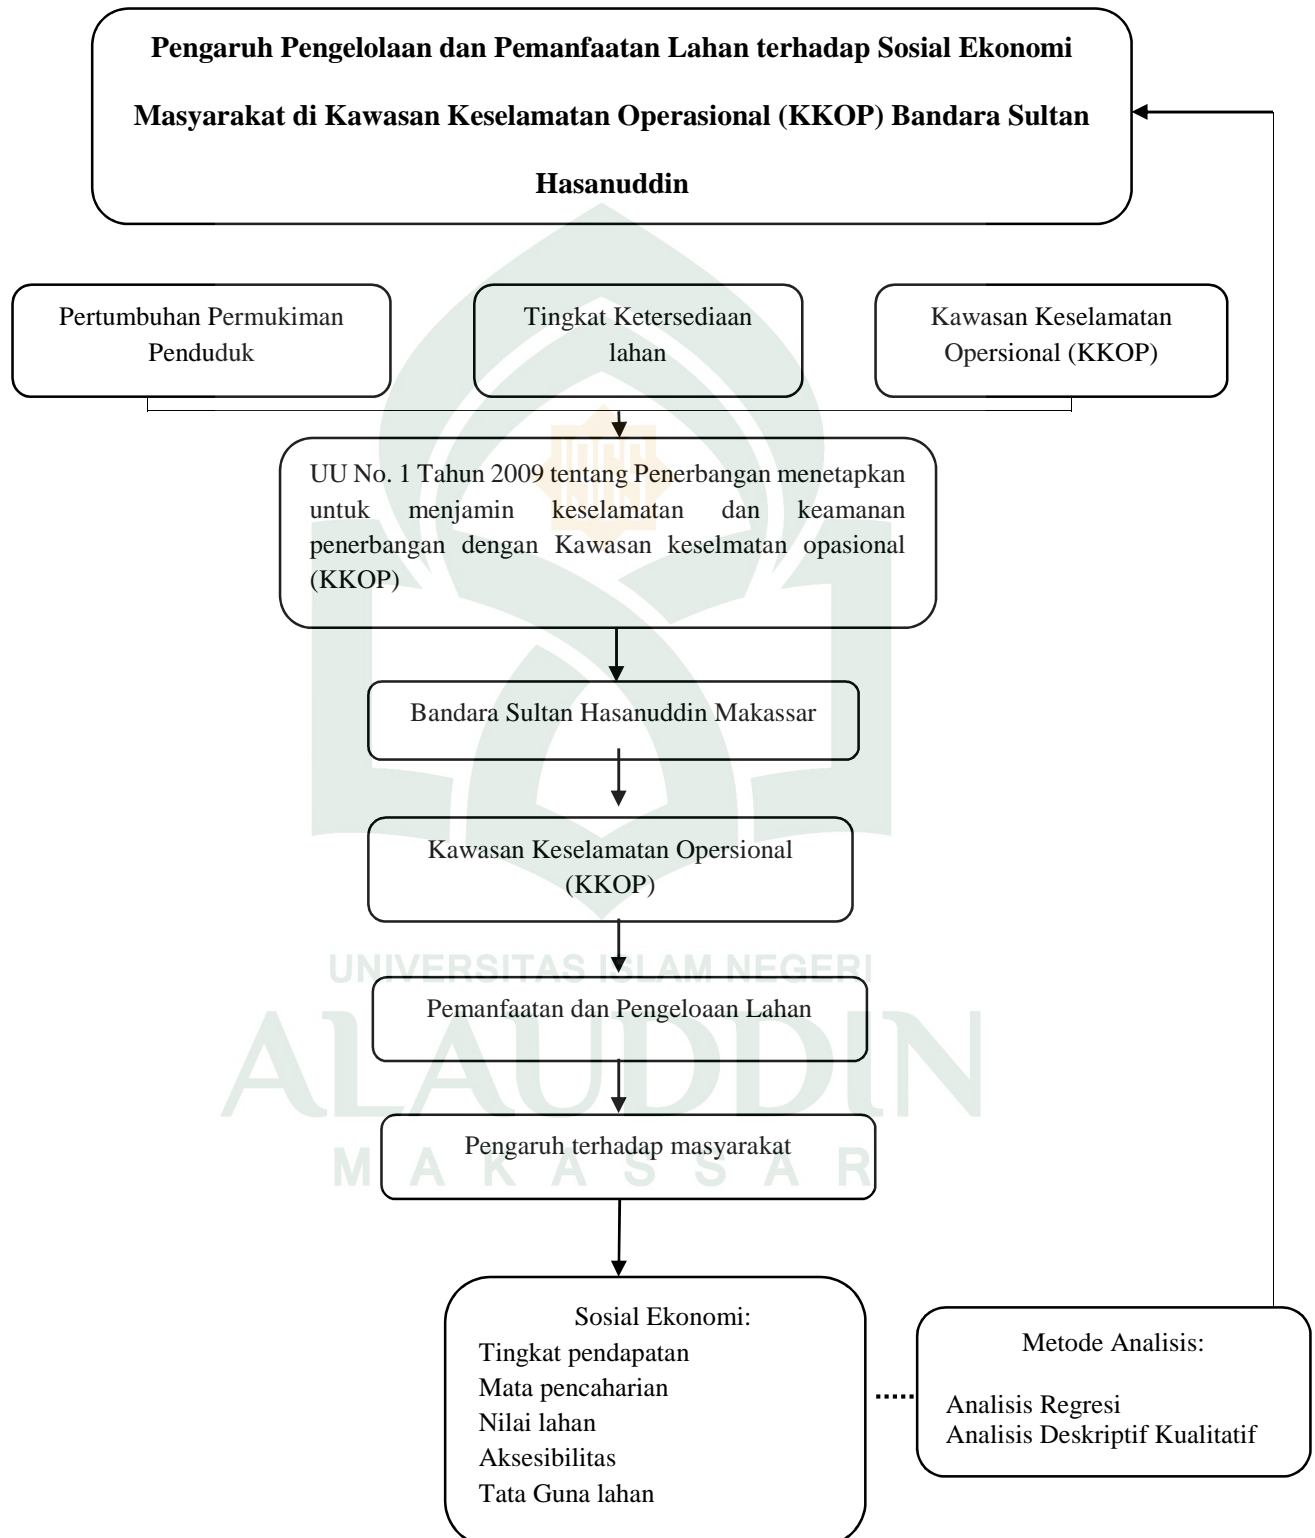 Pengaruh Pengelolaan dan Pemanfaatan Lahan terhadap Sosial Ekonomi
Masyarakat di Kawasan Keselamatan Operasional (KKOP) Bandara Sultan
Hasanuddin
Pertumbuhan Permukiman
Penduduk
Tingkat Ketersediaan
lahan
Kawasan Keselamatan
Opersional (KKOP)
UU No. 1 Tahun 2009 tentang Penerbangan menetapkan
untuk menjamin keselamatan dan keamanan
penerbangan dengan Kawasan keselmatan opasional
(KKOP)
Bandara Sultan Hasanuddin Makassar
Kawasan Keselamatan Opersional
(KKOP)
UNIVERSITAS ISLAM NEGERI
Pemanfaatan dan Pengeloaan Lahan
ALAUDDIN
Pengaruh terhadap masyarakat
MAKASSAR
Sosial Ekonomi:
Tingkat pendapatan
Mata pencaharian
Nilai lahan
Aksesibilitas
Tata Guna lahan
Metode Analisis:
Analisis Regresi
Analisis Deskriptif Kualitatif